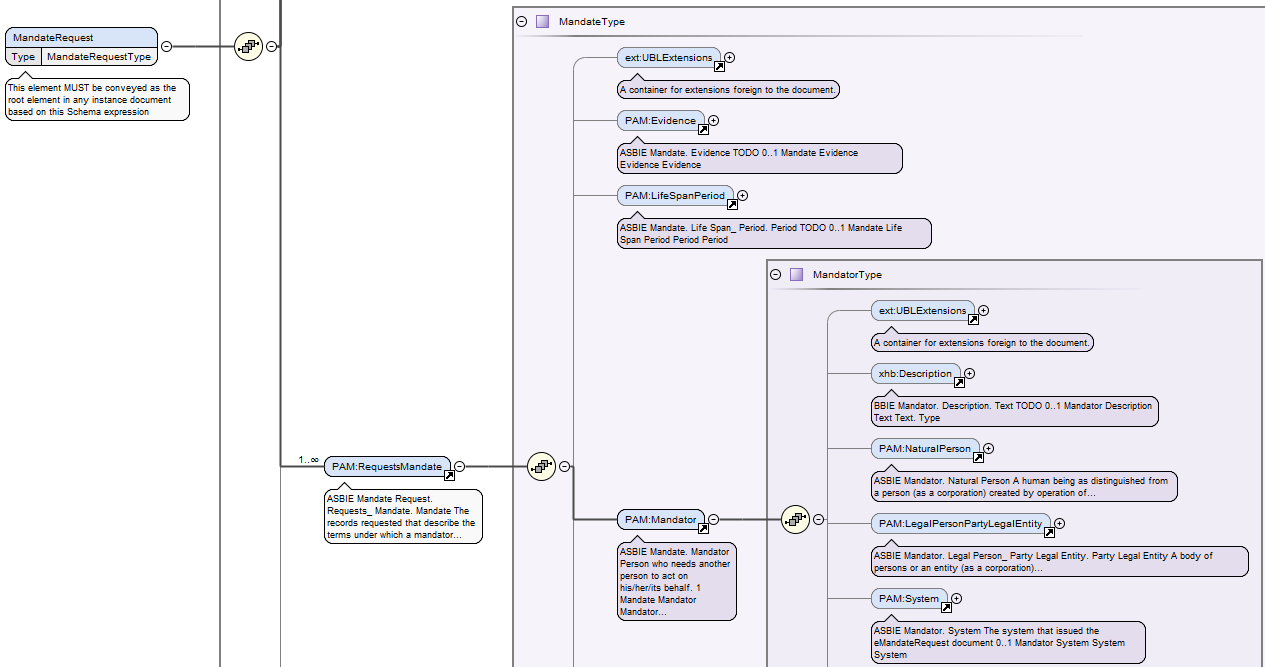 MandateRequest
Type MandateRequestType
This element MUST be conveyed as the
root element in any instance document
based on this Schema expression
1..∞
PAM:RequestsMandate
ASBIE Mandate Request.
Requests_ Mandate. Mandate The
records requested that describe the
terms under which a mandator...
MandateType
ext:UBLExtensions
A container for extensions foreign to the document.
PAM:Evidence
ASBIE Mandate. Evidence TODO 0..1 Mandate Evidence
Evidence Evidence
PAM:LifeSpanPeriod
ASBIE Mandate. Life Span_ Period. Period TODO 0..1 Mandate Life
Span Period Period Period
PAM:Mandator
ASBIE Mandate. Mandator
Person who needs another
person to act on
his/her/its behalf. 1
Mandate Mandator
Mandator...
MandatorType
ext:UBLExtensions
A container for extensions foreign to the document.
xhb:Description
BBIE Mandator. Description. Text TODO 0..1 Mandator Description
Text Text. Type
PAM:NaturalPerson
ASBIE Mandator. Natural Person A human being as distinguished from
a person (as a corporation) created by operation of...
PAM:LegalPersonPartyLegalEntity
ASBIE Mandator. Legal Person_ Party Legal Entity. Party Legal Entity A body of
persons or an entity (as a corporation)...
PAM:System
ASBIE Mandator. System The system that issued the
eMandateRequest document 0..1 Mandator System System
System